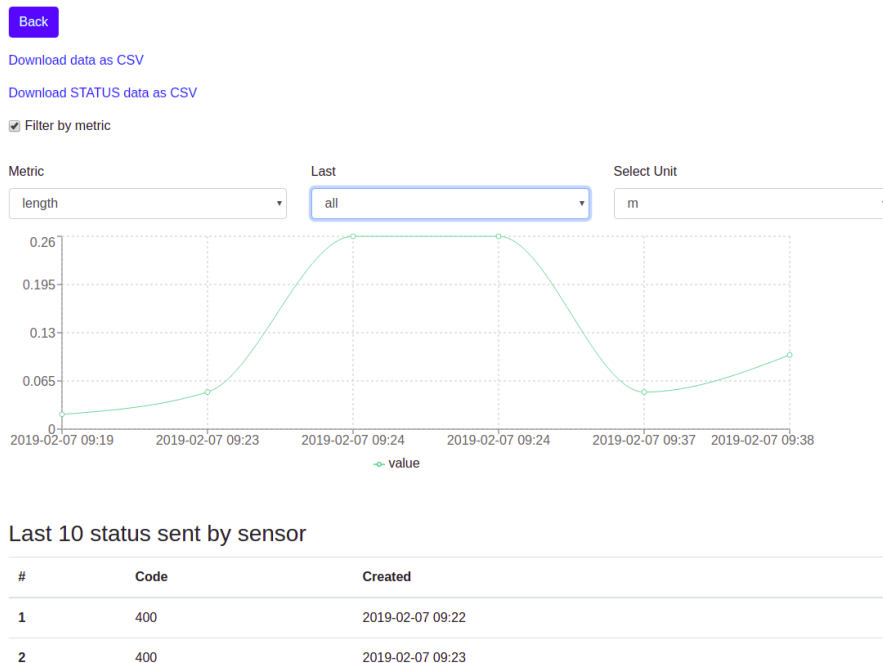 Back
Download data as CSV
Download STATUS data as CSV
Filter by metric
Metric Last Select Unit
length all m
0.26
0.195
0.13
0.065
0
2019-02-07 09:19 2019-02-07 09:23 2019-02-07 09:24 2019-02-07 09:24 2019-02-07 09:37 2019-02-07 09:38
value
Last 10 status sent by sensor
# Code Created
1 400 2019-02-07 09:22
2 400 2019-02-07 09:23